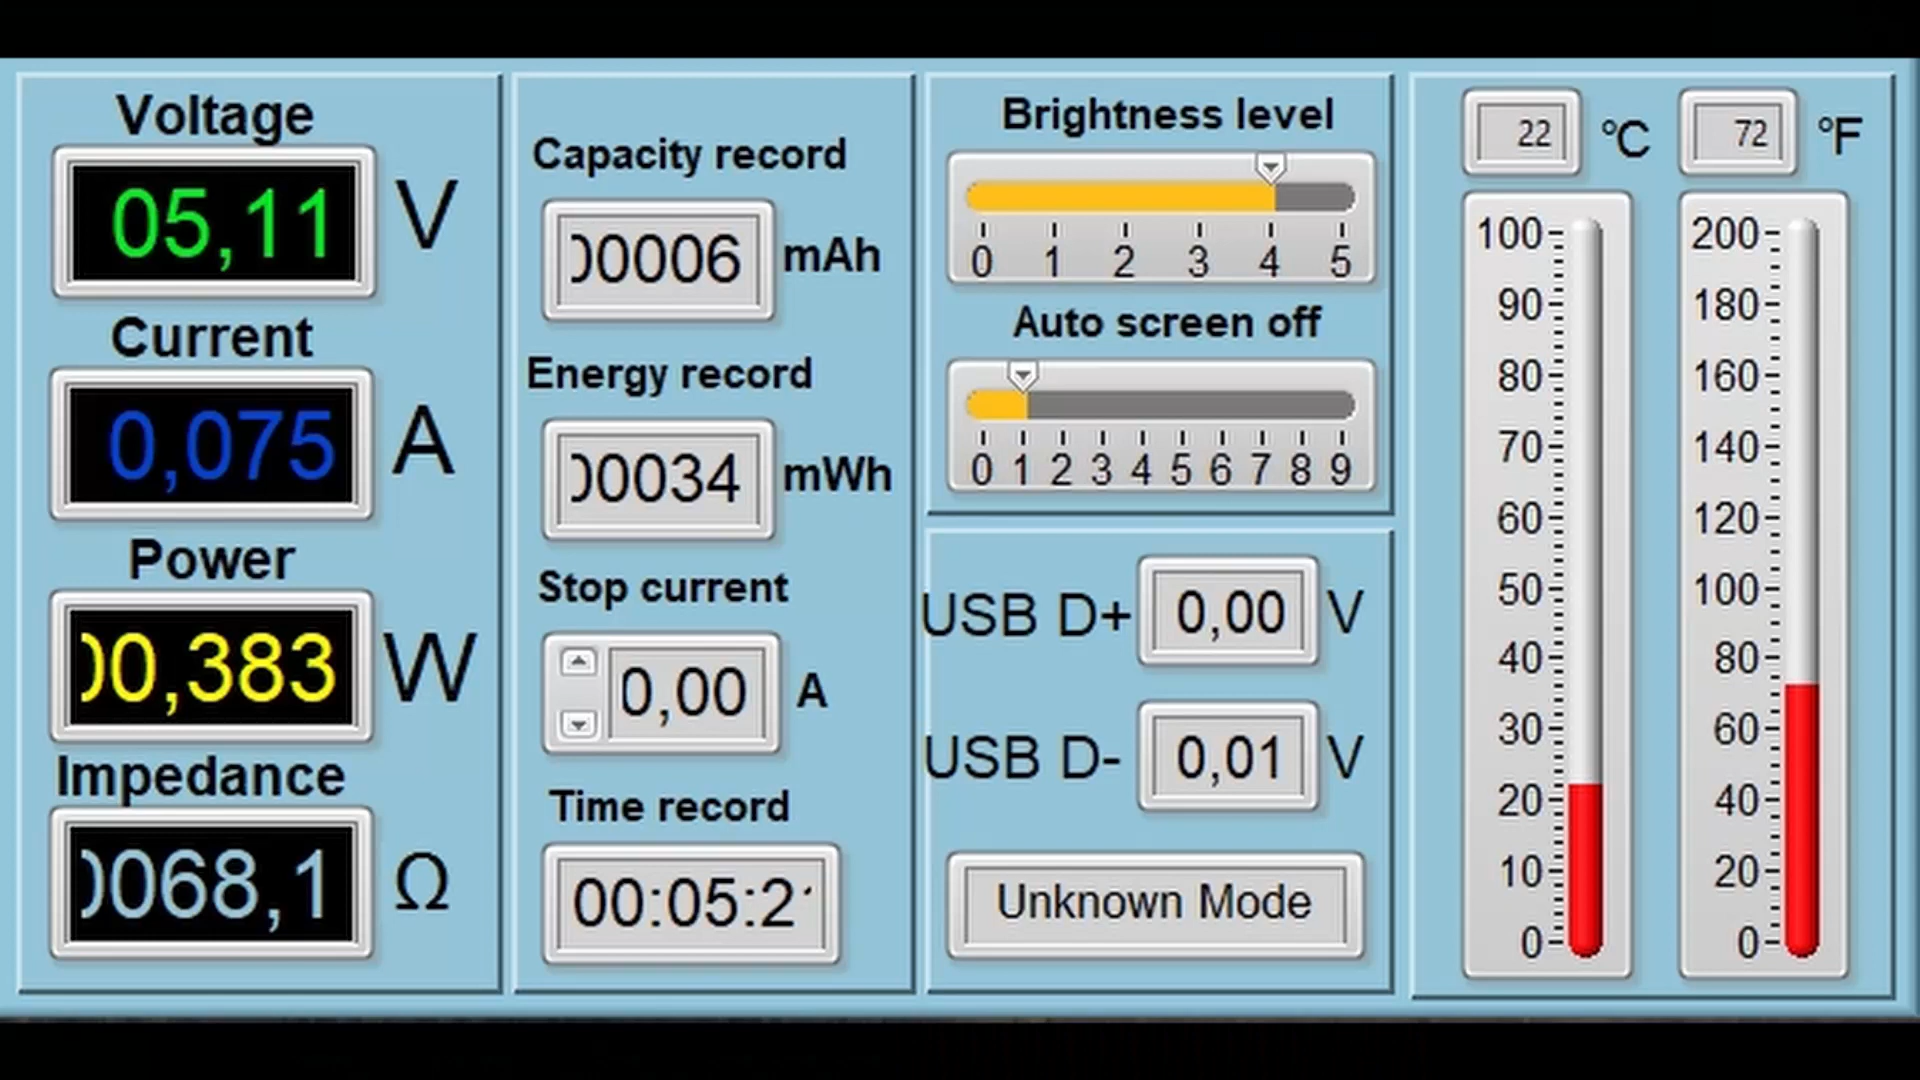 Voltage
05,11 V
Current
0,075 A
Power
00,383 W
Impedance
0068,1 Ω
Capacity record
00006 mAh
Energy record
00034 mWh
Stop current
0,00 A
Time record
00:05:2
Brightness level
0 1 2 3 4 5
Auto screen off
0 1 2 3 4 5 6 7 8 9
USB D+ 0,00 V
USB D- 0,01 V
Unknown Mode
22 °C
100
90
80
70
60
50
40
30
20
10
0
72 °F
200
180
160
140
120
100
80
60
40
20
0